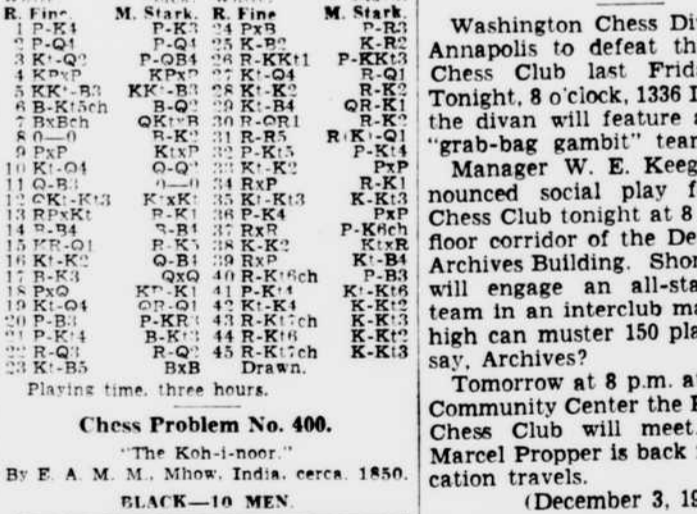 R. Fine. M. Stark. R. Fine M. Stark.
1 P-K4 P-K3 24 PxB P-R3
2 P-Q4 P-Q4 25 K-B2 K-R2
3 Kt-Q2 P-QB4 26 R-KKt1 P-KKt3
4 KPxP KPxP 27 Kt-Q4 R-Q1
5 KKt-B3 KKt-B3 28 Kt-K2 R-K2
6 B-Kt5ch B-Q2 29 Kt-B4 QR-K1
7 BxBch QKtxB 30 R-QR1 R-K2
8 0—0 B-K2 31 R-R5 R(K)-Q1
9 PxP KtxP 32 P-Kt5 P-Kt4
10 Kt-Q4 Q-Q2 33 Kt-K2 PxP
11 Q-B3 0—0 34 RxP R-K1
12 QKt-Kt3 KtxKt 35 Kt-Kt3 K-Kt3
13 RPxKt P-K1 36 P-K4 PxP
14 B-B4 37 RxR P-K6ch
15 KR-Q1 R-K5 38 K-K2 KtxR
16 Kt-K2 Q-B4 39 RxP Kt-B4
17 B-K3 QxQ 40 R-Kt6ch P-B3
18 PxQ 41 P-Kt4 Kt-Kt6
19 Kt-Q4 QR-Q1 42 Kt-K4 K-Kt2
20 P-B3 P-KR3 43 R-Kt7ch K-Kt3
21 P-Kt4 B-Kt3 44 R-Kt6 K-Kt2
22 R-Q3 R-Q2 45 R-Kt7ch K-Kt3
23 Kt-B5 BxB Drawn.
Playing time, three hours.
Chess Problem No. 400.
"The Koh-i-noor."
By E. A. M. M., Mhow, India, cerca. 1850.
BLACK—10 MEN.
Washington Chess Di
Annapolis to defeat th
Chess Club last Frid
Tonight, 8 o'clock, 1336 I
the divan will feature a
"grab-bag gambit" tear
Manager W. E. Keeg
nounced social play f
Chess Club tonight at 8
floor corridor of the De
Archives Building. Shor
will engage an all-sta
team in an interclub ma
high can muster 150 pla
say, Archives?
Tomorrow at 8 p.m. a
Community Center the
Chess Club will meet.
Marcel Propper is back
cation travels.
(December 3, 19